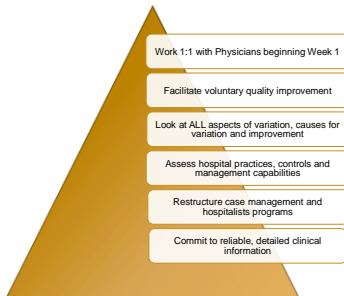 Work 1:1 with Physicians beginning Week 1
Facilitate voluntary quality improvement
Look at ALL aspects of variation, causes for
variation and improvement
Assess hospital practices, controls and
management capabilities
Restructure case management and
hospitalists programs
Commit to reliable, detailed clinical
information